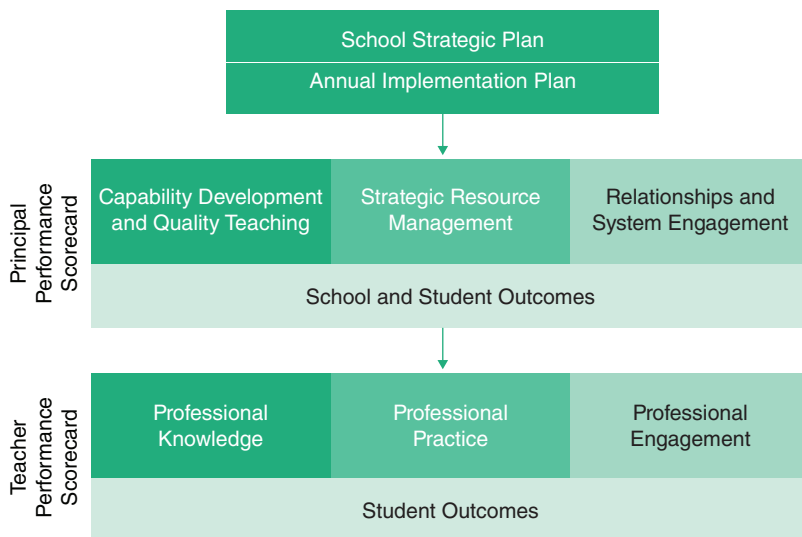 School Strategic Plan
Annual Implementation Plan
Principal
Performance
Scorecard
Capability Development
and Quality Teaching
Strategic Resource
Management
Relationships and
System Engagement
School and Student Outcomes
Teacher
Performance
Scorecard
Professional
Knowledge
Professional
Practice
Professional
Engagement
Student Outcomes